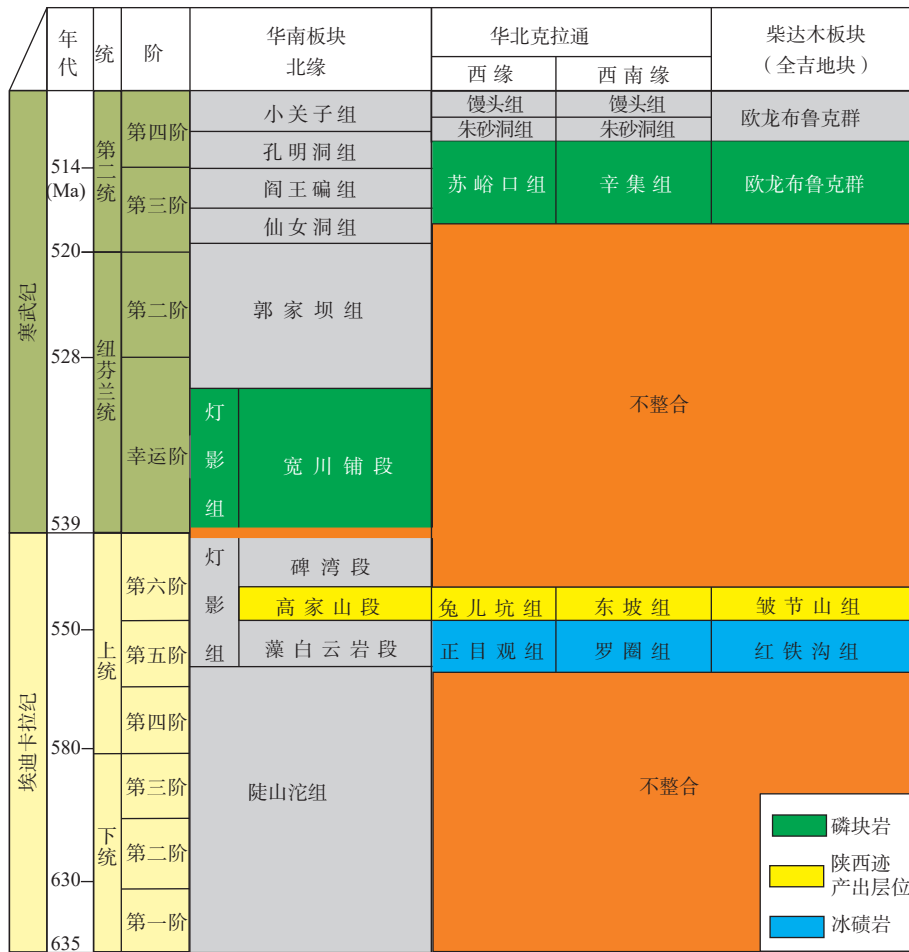 年代
统
阶
华南板块
北缘
华北克拉通
西缘
西南缘
柴达木板块
（全吉地块）
寒武纪
514
(Ma)
520
528
539
第二统
纽芬兰统
第四阶
第三阶
第二阶
幸运阶
小关子组
孔明洞组
阎王碥组
仙女洞组
郭家坝组
灯影组
宽川铺段
馒头组
朱砂洞组
苏峪口组
馒头组
朱砂洞组
辛集组
欧龙布鲁克群
欧龙布鲁克群
不整合
埃迪卡拉纪
550
580
630
635
上统
下统
第六阶
第五阶
第四阶
第三阶
第二阶
第一阶
灯影组
碑湾段
高家山段
藻白云岩段
陡山沱组
兔儿坑组
东坡组
皱节山组
正目观组
罗圈组
红铁沟组
不整合
磷块岩
陕西迹
产出层位
冰碛岩